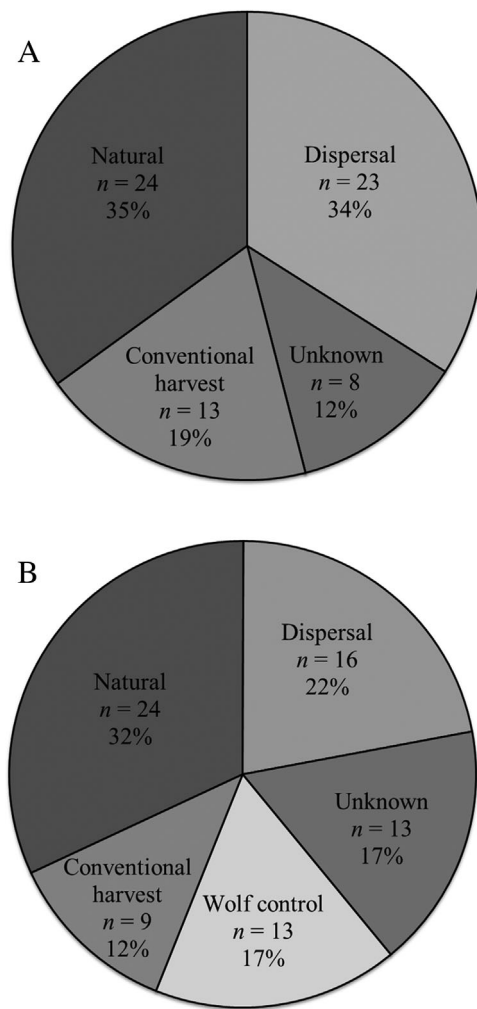 A
Natural
n = 24
35%
Dispersal
n = 23
34%
Conventional
harvest
n = 13
19%
Unknown
n = 8
12%
B
Natural
n = 24
32%
Dispersal
n = 16
22%
Unknown
n = 13
17%
Conventional
harvest
n = 9
12%
Wolf control
n = 13
17%